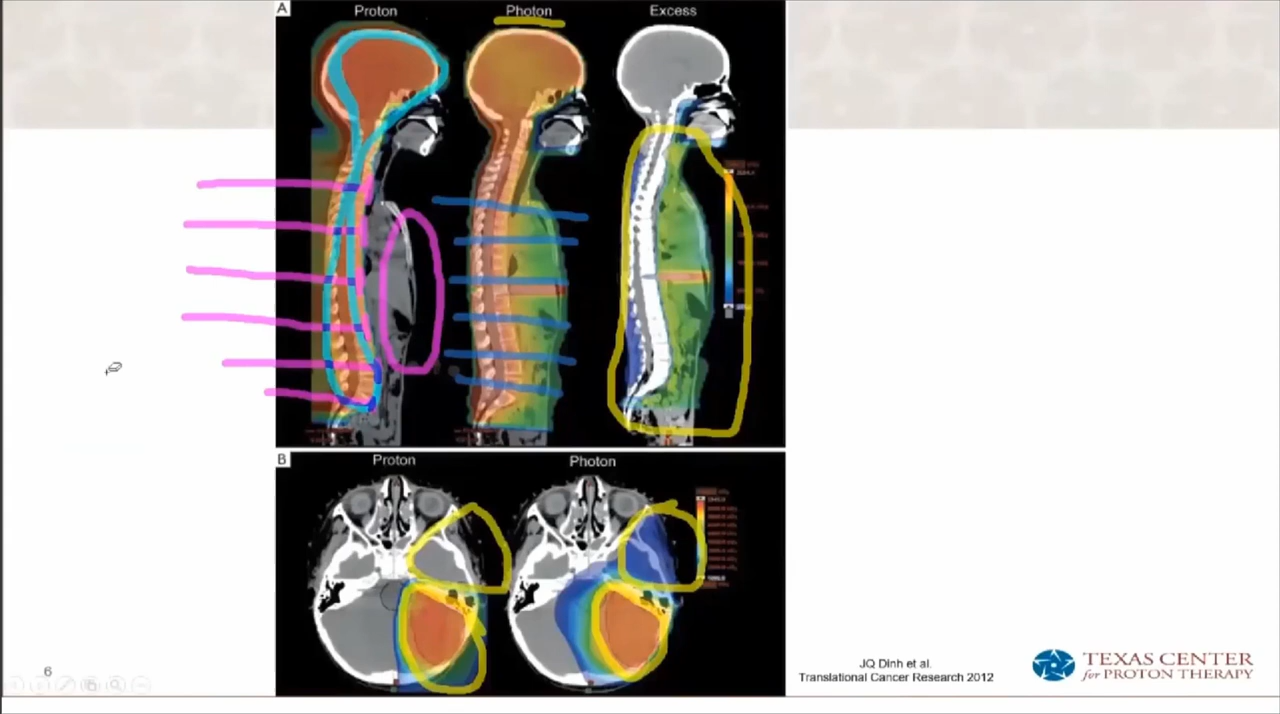 A
Proton
Photon
Excess
B
Proton
Photon
6
JQ Dinh et al.
Translational Cancer Research 2012
TEXAS CENTER
for PROTON THERAPY